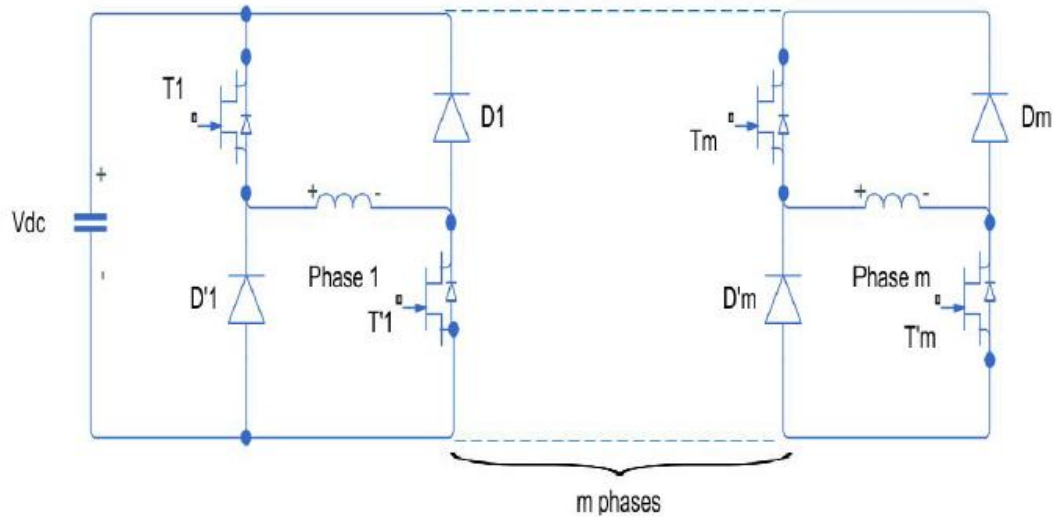 T1
D1
Tm
Dm
+
-
+
-
+
Vdc
-
D'1
Phase 1
T'1
D'm
Phase m
T'm
m phases